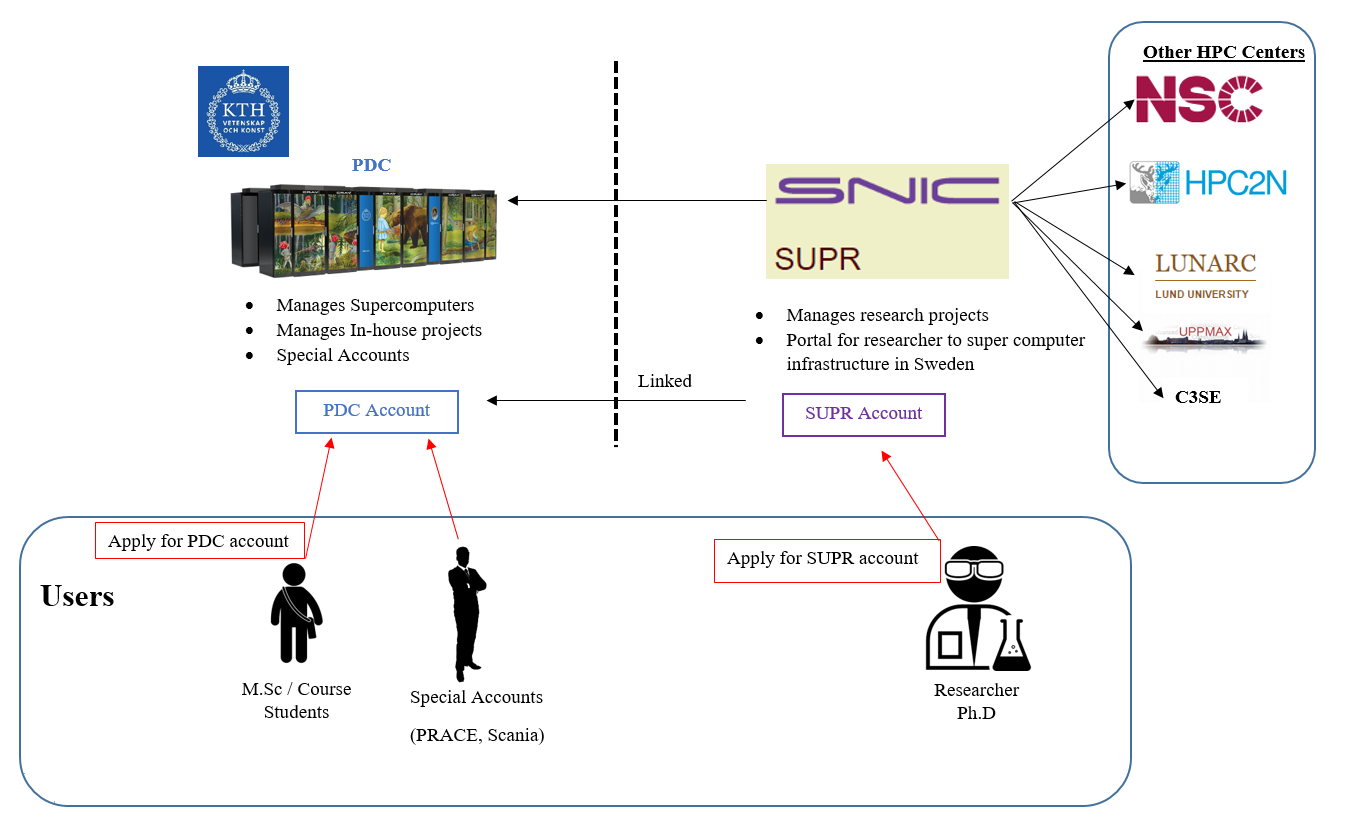 KTH
VETENSKAP
OCH KONST
PDC
• Manages Supercomputers
• Manages In-house projects
• Special Accounts
PDC Account
Linked
SNIC
SUPR
• Manages research projects
• Portal for researcher to super computer
infrastructure in Sweden
SUPR Account
Other HPC Centers
NSC
HPC2N
LUNARC
LUND UNIVERSITY
UPPMAX
C3SE
Users
Apply for PDC account
M.Sc / Course
Students
Special Accounts
(PRACE, Scania)
Apply for SUPR account
Researcher
Ph.D